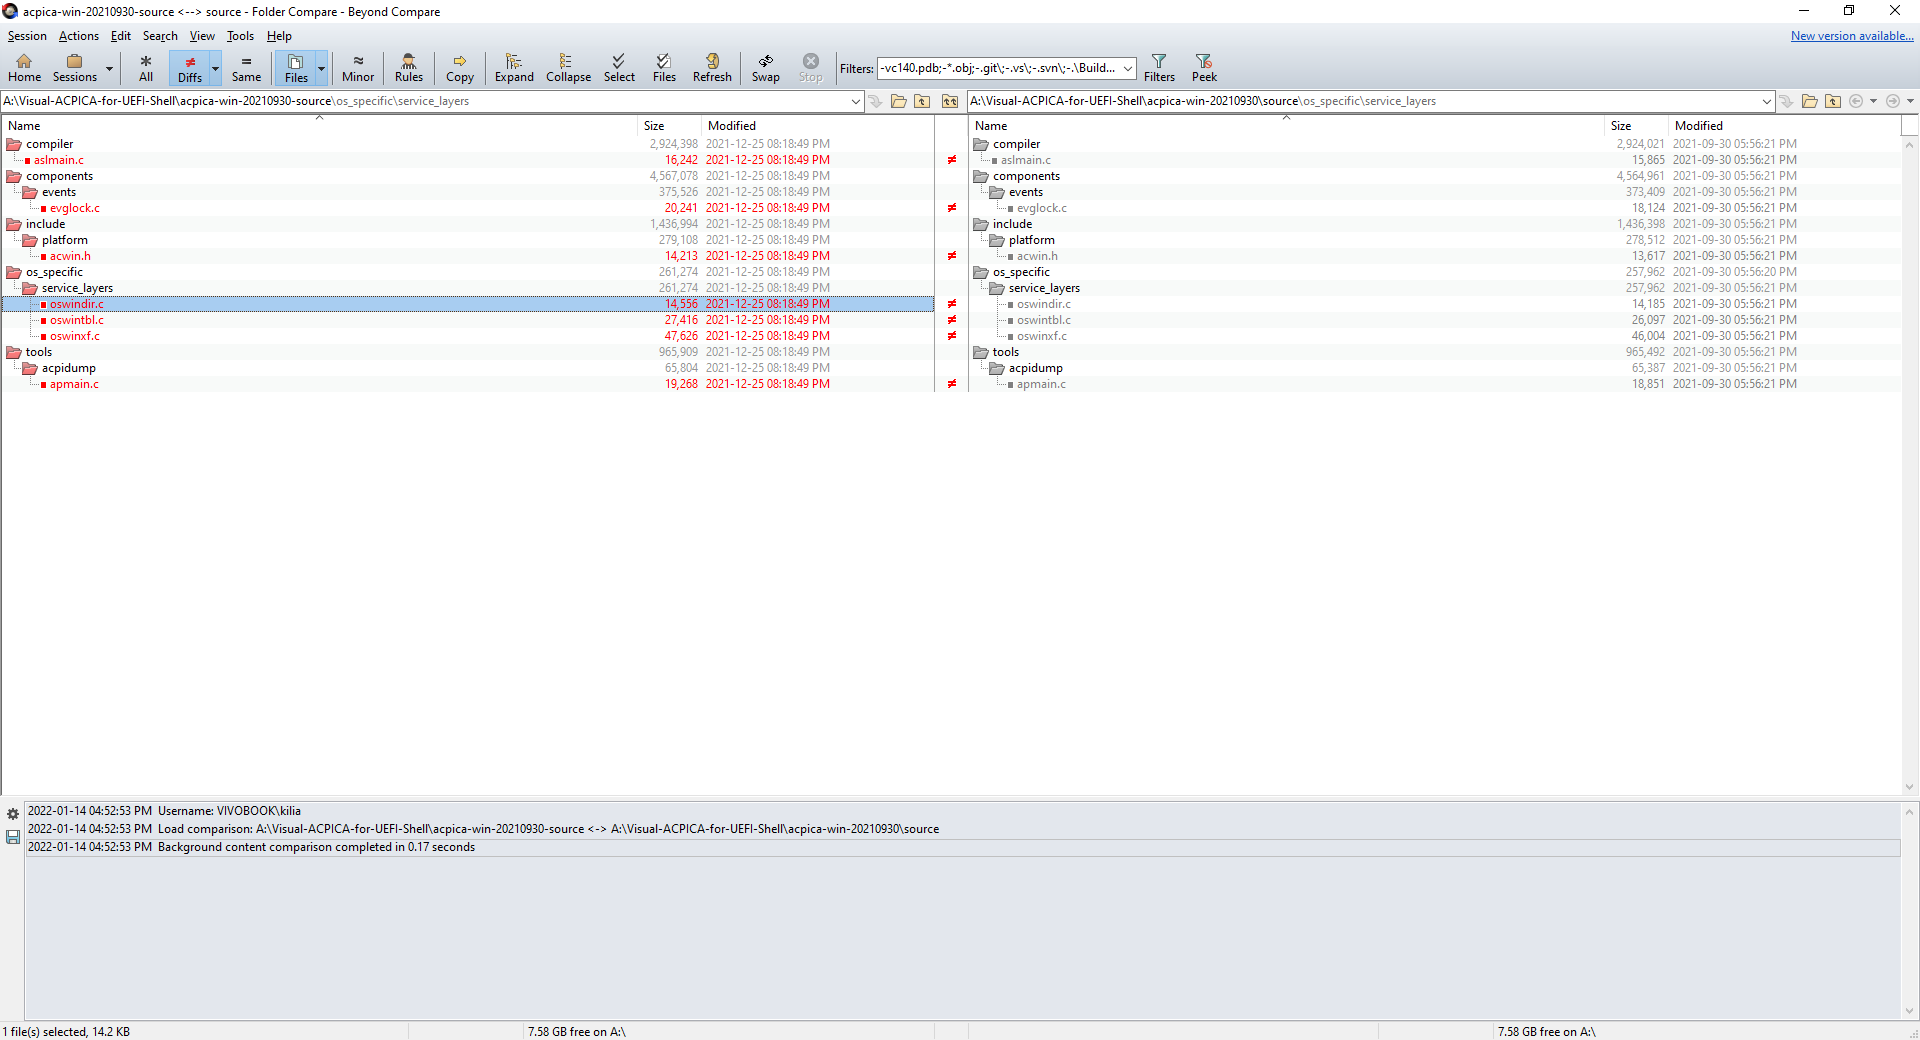 acpica-win-20210930-source <--> source - Folder Compare - Beyond Compare
Session Actions Edit Search View Tools Help New version available...
Home Sessions All Diffs Same Files Minor Rules Copy Expand Collapse Select Files Refresh Swap Stop Filters: -vc140.pdb;-*.obj;-.git\;-.vs\;-.svn\;-.\Build... Filters Peek
A:\Visual-ACPICA-for-UEFI-Shell\acpica-win-20210930-source\os_specific\service_layers A:\Visual-ACPICA-for-UEFI-Shell\acpica-win-20210930\source\os_specific\service_layers
Name Size Modified Name Size Modified
compiler 2,924,398 2021-12-25 08:18:49 PM compiler 2,924,021 2021-09-30 05:56:21 PM
aslmain.c 16,242 2021-12-25 08:18:49 PM ≠ aslmain.c 15,865 2021-09-30 05:56:21 PM
components 4,567,078 2021-12-25 08:18:49 PM components 4,564,961 2021-09-30 05:56:21 PM
events 375,526 2021-12-25 08:18:49 PM events 373,409 2021-09-30 05:56:21 PM
evglock.c 20,241 2021-12-25 08:18:49 PM ≠ evglock.c 18,124 2021-09-30 05:56:21 PM
include 1,436,994 2021-12-25 08:18:49 PM include 1,436,398 2021-09-30 05:56:21 PM
platform 279,108 2021-12-25 08:18:49 PM platform 278,512 2021-09-30 05:56:21 PM
acwin.h 14,213 2021-12-25 08:18:49 PM ≠ acwin.h 13,617 2021-09-30 05:56:21 PM
os_specific 261,274 2021-12-25 08:18:49 PM os_specific 257,962 2021-09-30 05:56:20 PM
service_layers 261,274 2021-12-25 08:18:49 PM service_layers 257,962 2021-09-30 05:56:21 PM
oswindir.c 14,556 2021-12-25 08:18:49 PM ≠ oswindir.c 14,185 2021-09-30 05:56:21 PM
oswintbl.c 27,416 2021-12-25 08:18:49 PM ≠ oswintbl.c 26,097 2021-09-30 05:56:21 PM
oswinxf.c 47,626 2021-12-25 08:18:49 PM ≠ oswinxf.c 46,004 2021-09-30 05:56:21 PM
tools 965,909 2021-12-25 08:18:49 PM tools 965,492 2021-09-30 05:56:21 PM
acpidump 65,804 2021-12-25 08:18:49 PM acpidump 65,387 2021-09-30 05:56:21 PM
apmain.c 19,268 2021-12-25 08:18:49 PM ≠ apmain.c 18,851 2021-09-30 05:56:21 PM
2022-01-14 04:52:53 PM Username: VIVOBOOK\kilia
2022-01-14 04:52:53 PM Load comparison: A:\Visual-ACPICA-for-UEFI-Shell\acpica-win-20210930-source <-> A:\Visual-ACPICA-for-UEFI-Shell\acpica-win-20210930\source
2022-01-14 04:52:53 PM Background content comparison completed in 0.17 seconds
1 file(s) selected, 14.2 KB 7.58 GB free on A:\ 7.58 GB free on A:\